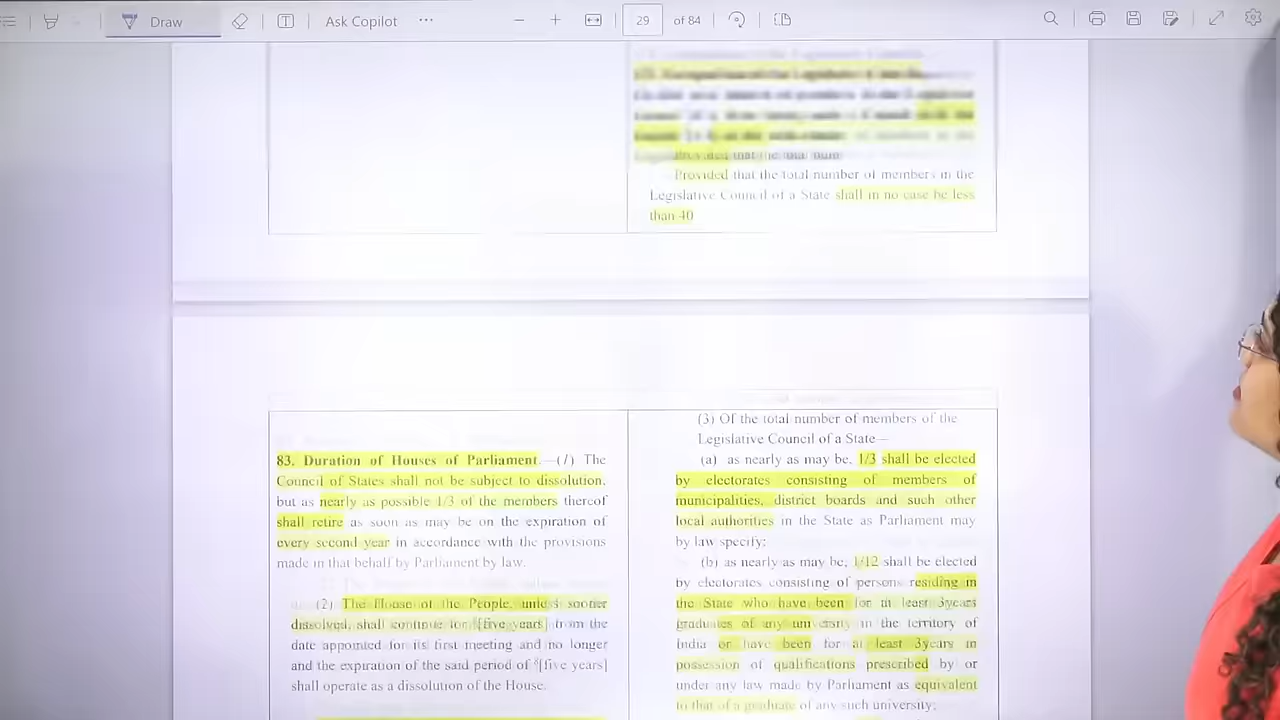 Draw
Ask Copilot
29 of 84
Provided that the total number of members in the
Legislative Council of a State shall in no case be less
than 40
83. Duration of Houses of Parliament.—(1) The
Council of States shall not be subject to dissolution,
but as nearly as possible 1/3 of the members thereof
shall retire as soon as may be on the expiration of
every second year in accordance with the provisions
made in that behalf by Parliament by law.
(2) The House of the People, unless sooner
dissolved, shall continue for [five years] from the
date appointed for its first meeting and no longer
and the expiration of the said period of [five years]
shall operate as a dissolution of the House.
(3) Of the total number of members of the
Legislative Council of a State—
(a) as nearly as may be, 1/3 shall be elected
by electorates consisting of members of
municipalities, district boards and such other
local authorities in the State as Parliament may
by law specify;
(b) as nearly as may be, 1/12 shall be elected
by electorates consisting of persons residing in
the State who have been for at least 3years
graduates of any university in the territory of
India or have been for at least 3years in
possession of qualifications prescribed by or
under any law made by Parliament as equivalent
to that of a graduate of any such university;